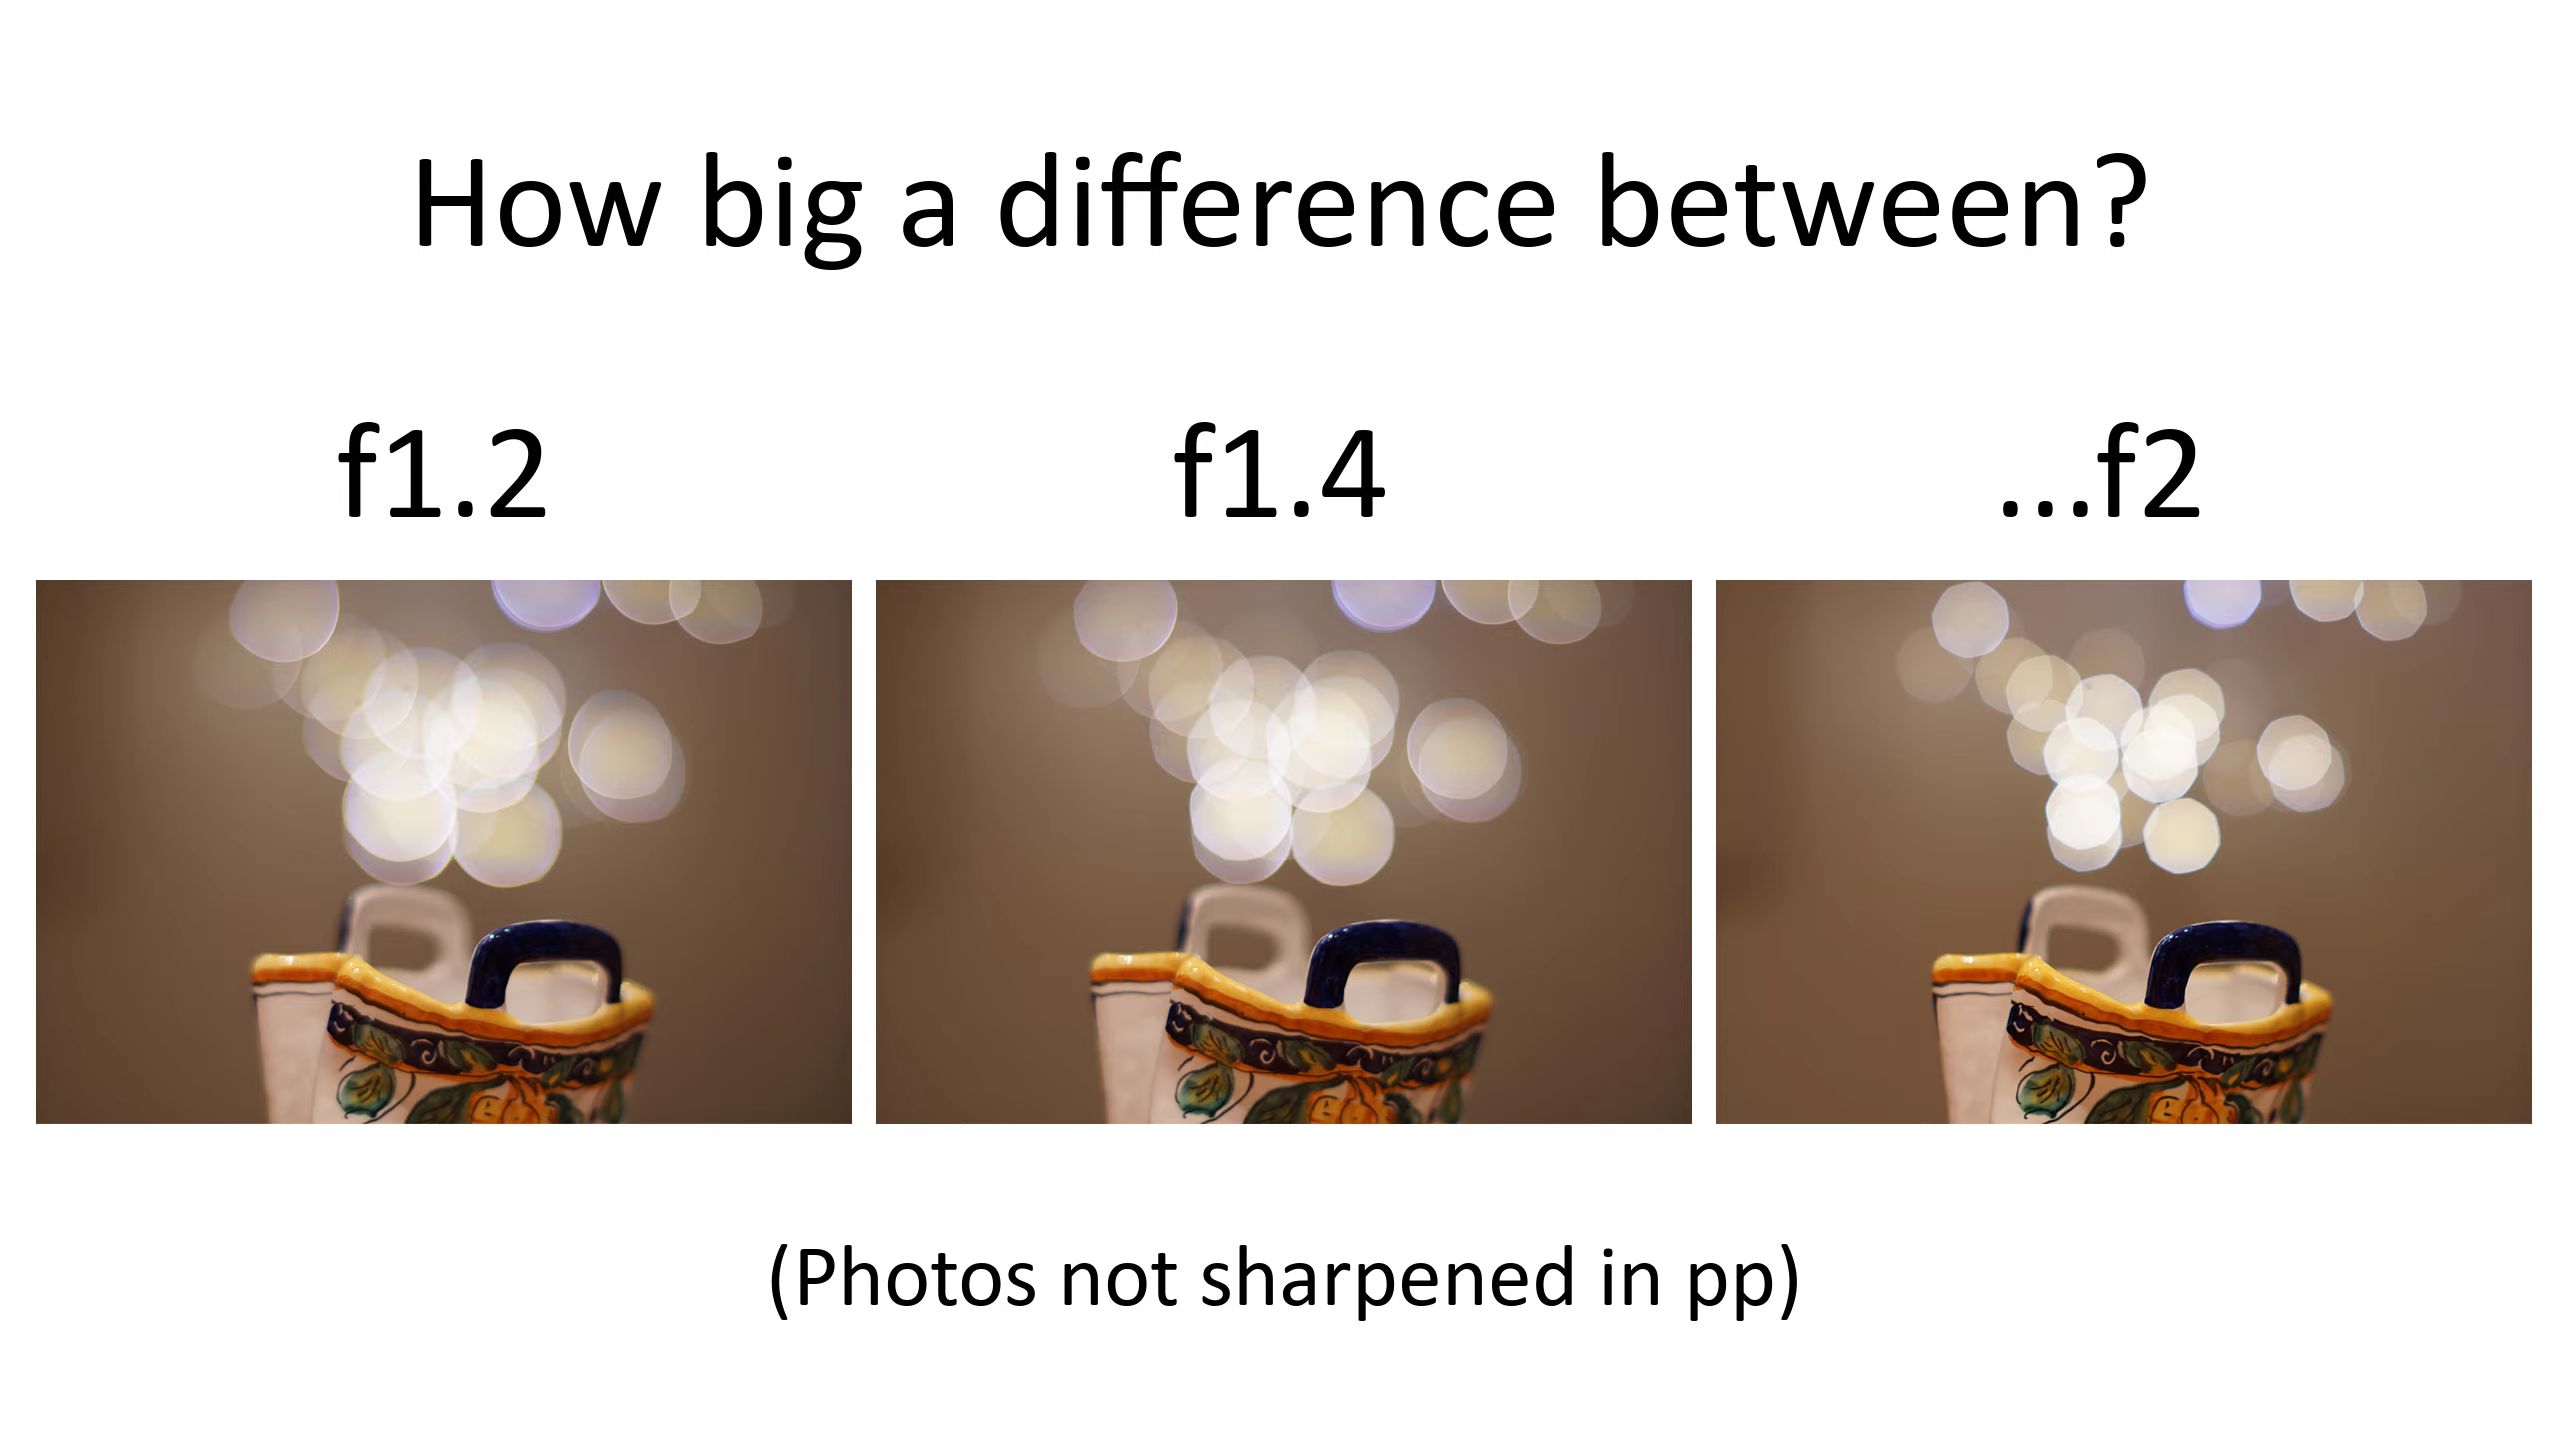 How big a difference between?
f1.2
f1.4
...f2
(Photos not sharpened in pp)